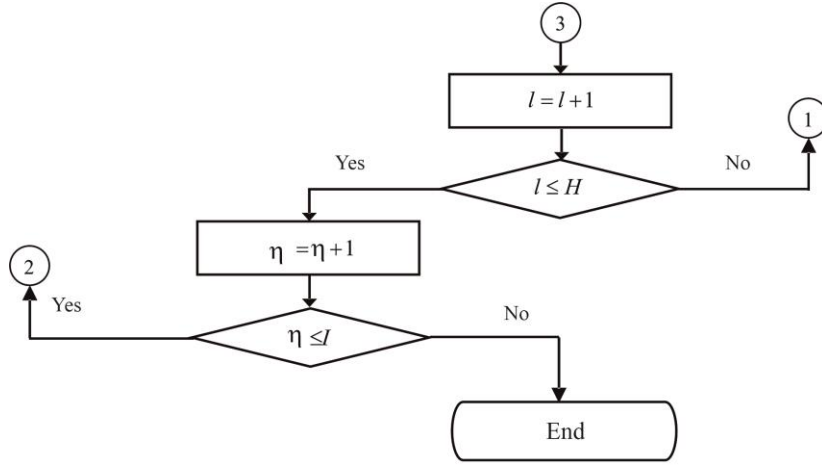 3
l = l+1
1
Yes
No
l ≤ H
η = η+1
2
Yes
No
η ≤I
End